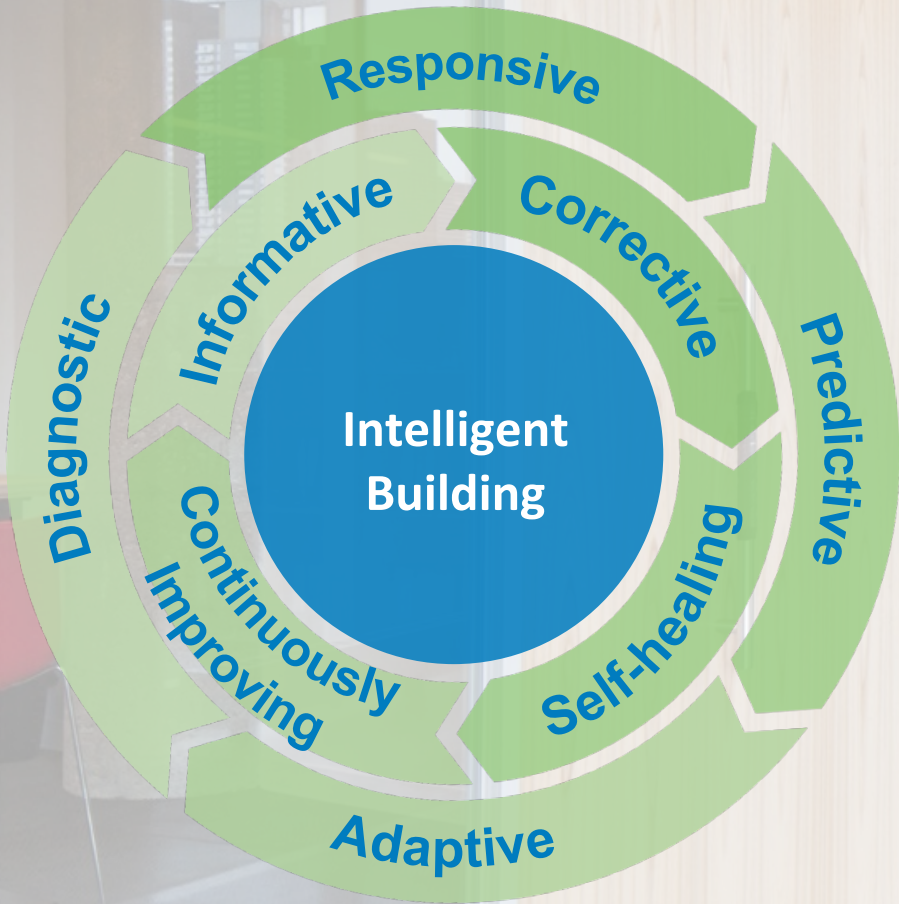 Responsive
Predictive
Adaptive
Diagnostic
Informative
Corrective
Self-healing
Continuously
Improving
Intelligent
Building